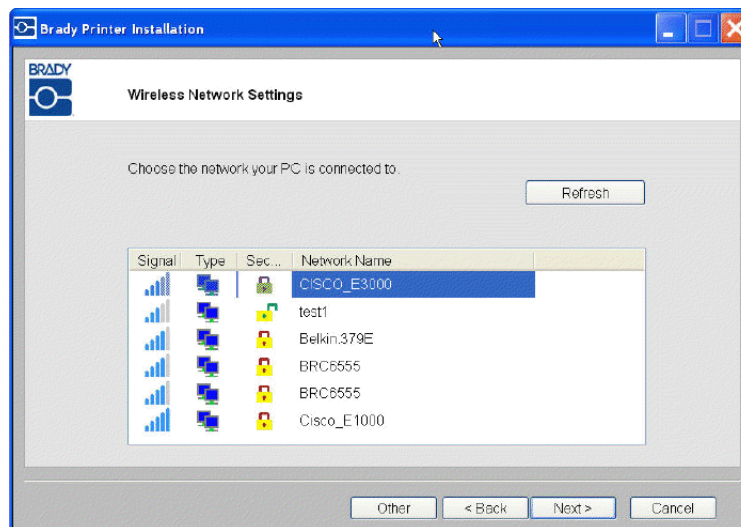 Brady Printer Installation
BRADY
Wireless Network Settings
Choose the network your PC is connected to.
Refresh
Signal Type Sec... Network Name
CISCO_E3000
test1
Belkin.379E
BRC6555
BRC6555
Cisco_E1000
Other < Back Next > Cancel